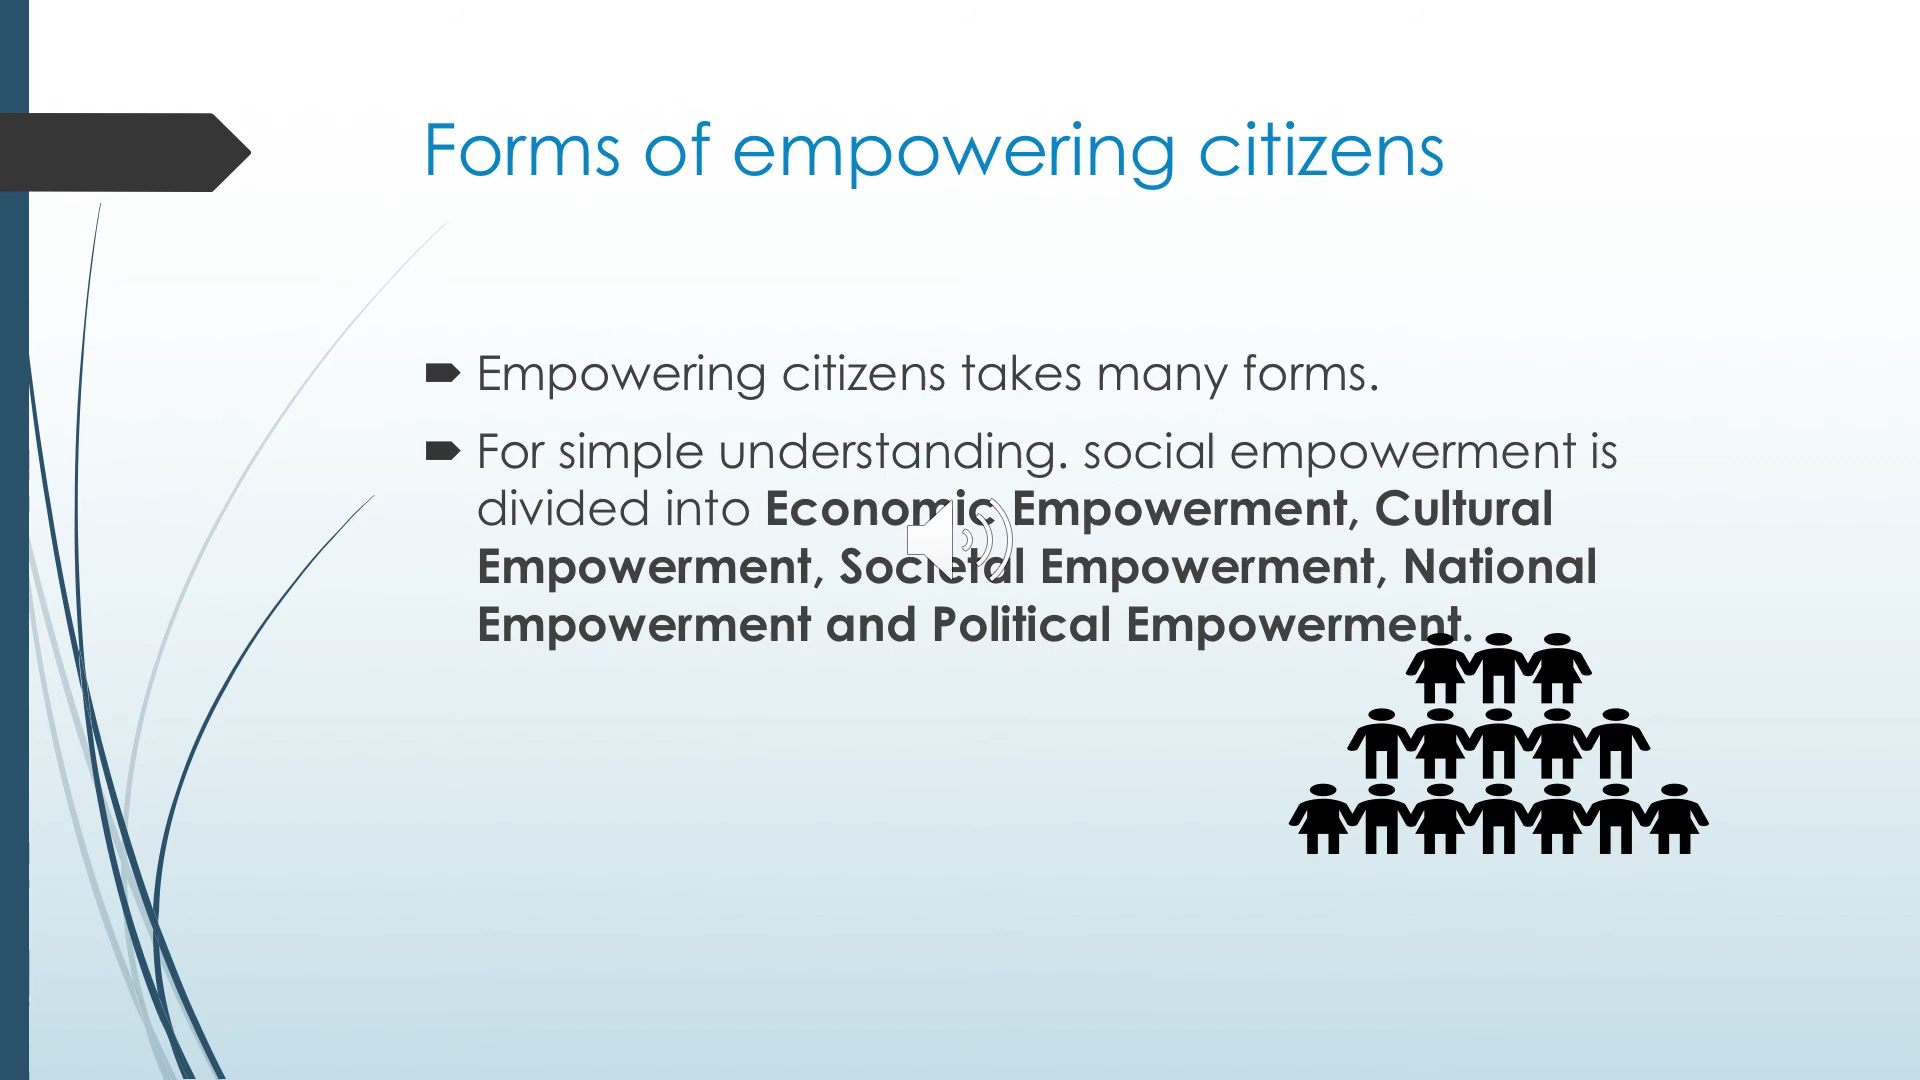 Forms of empowering citizens
Empowering citizens takes many forms.
For simple understanding. social empowerment is
divided into Economic Empowerment, Cultural
Empowerment, Societal Empowerment, National
Empowerment and Political Empowerment.